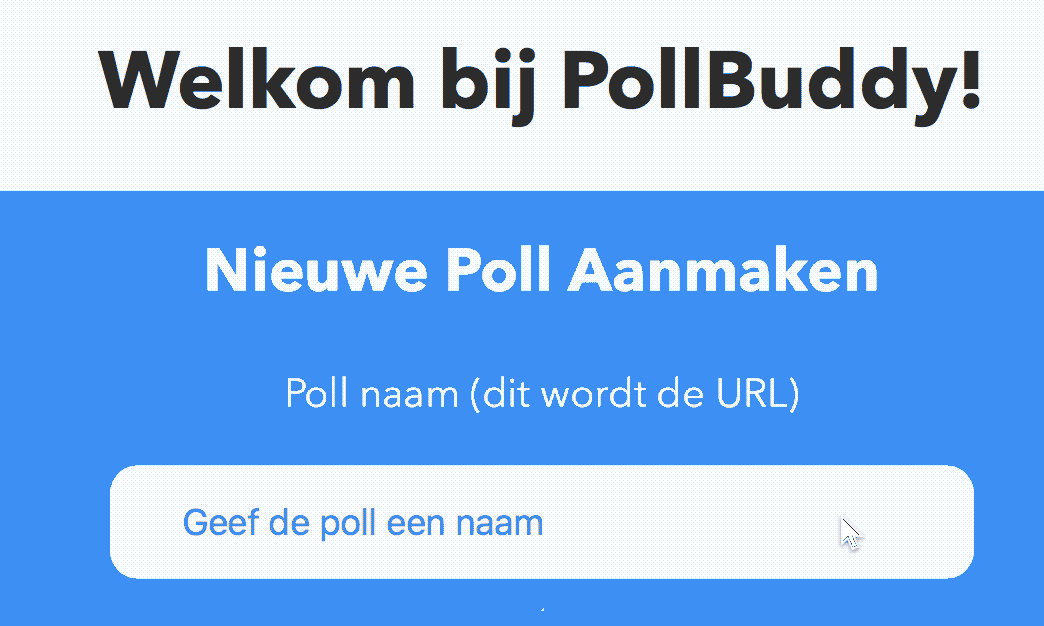 Welkom bij PollBuddy!
Nieuwe Poll Aanmaken
Poll naam (dit wordt de URL)
Geef de poll een naam